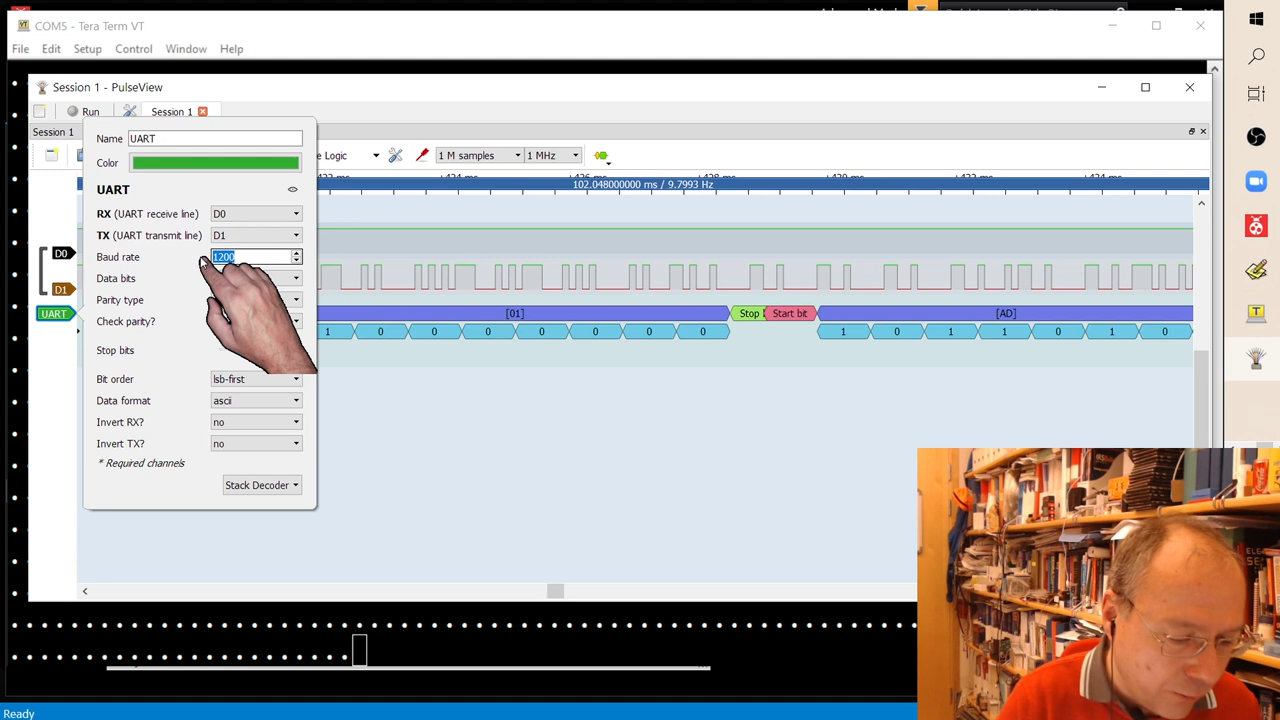 COM5 - Tera Term VT
File Edit Setup Control Window Help
Session 1 - PulseView
Run Session 1
Session 1
Name UART
Logic 1 M samples 1 MHz
Color
102.048000000 ms / 9.7993 Hz
UART
RX (UART receive line) D0
TX (UART transmit line) D1
Baud rate 1200
D0
Data bits
D1
Parity type
UART [01] Stop Start bit [AD]
Check parity? 1 0 0 0 0 0 0 0 1 0 1 1 0 1 0
Stop bits
Bit order lsb-first
Data format ascii
Invert RX? no
Invert TX? no
* Required channels
Stack Decoder
Ready